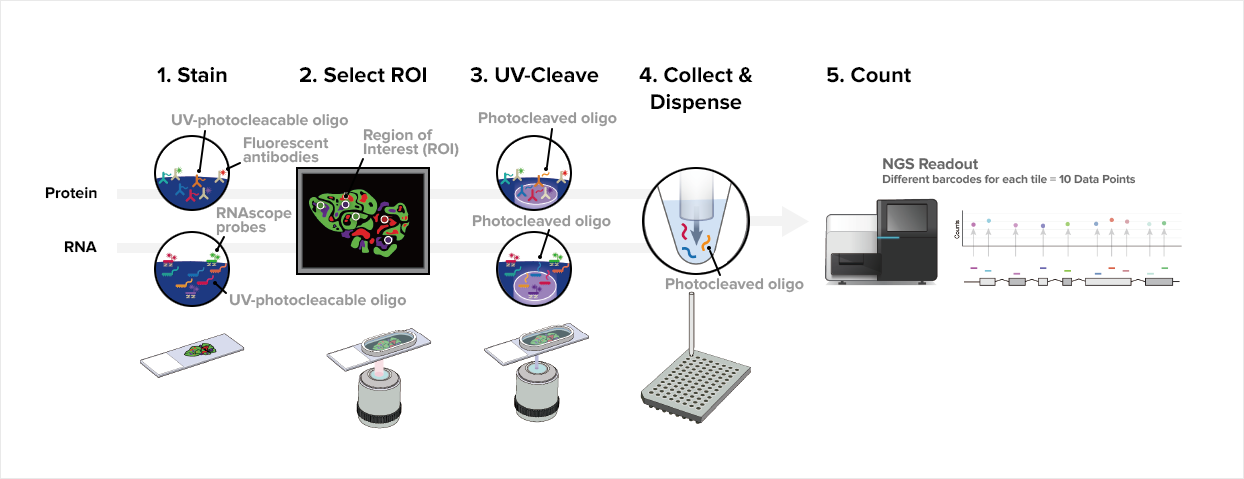 1. Stain
2. Select ROI
3. UV-Cleave
4. Collect &
Dispense
5. Count
UV-photocleacable oligo
Fluorescent
antibodies
Region of
Interest (ROI)
Photocleaved oligo
Protein
RNA
RNAscope
probes
UV-photocleacable oligo
Photocleaved oligo
Photocleaved oligo
NGS Readout
Different barcodes for each tile = 10 Data Points
Counts